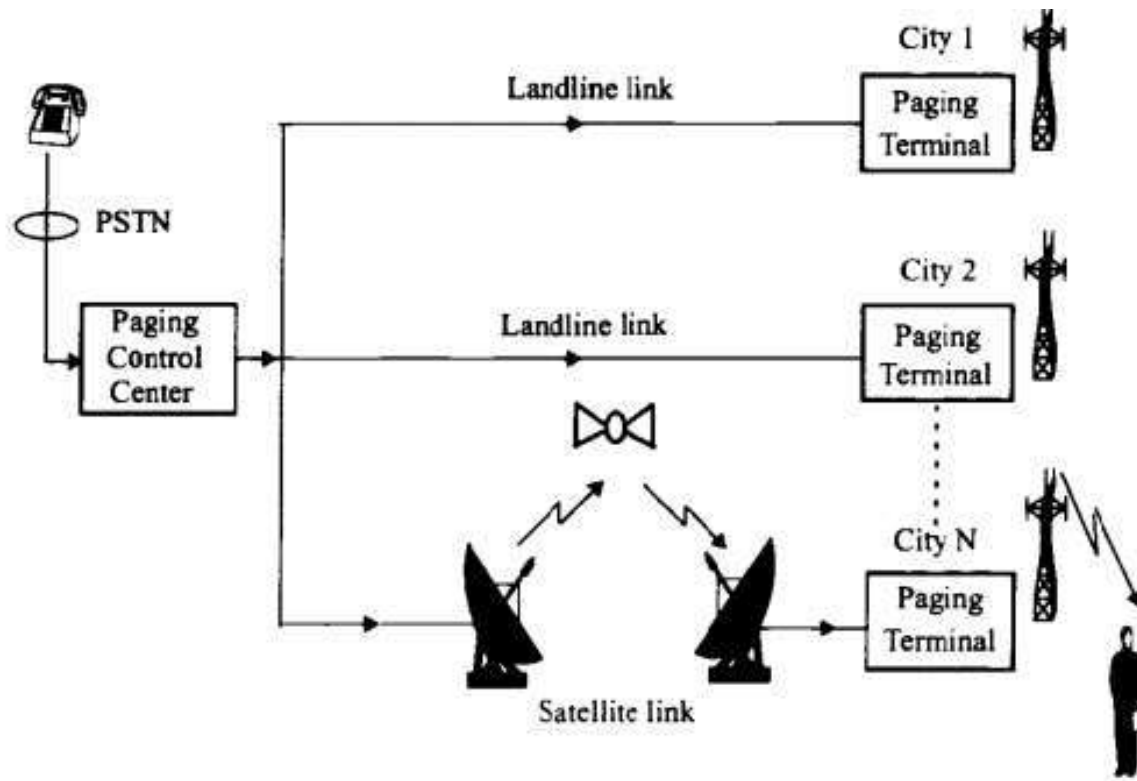 City 1
Landline link
Paging
Terminal
PSTN
City 2
Paging
Control
Center
Landline link
Paging
Terminal
City N
Paging
Terminal
Satellite link